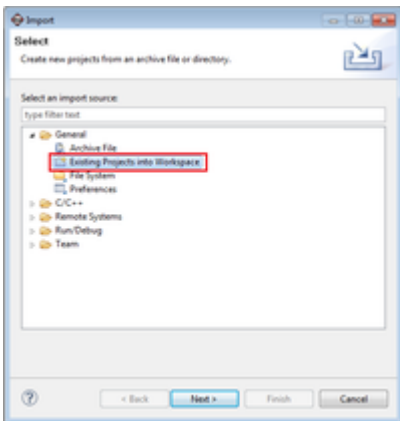 Import
Select
Create new projects from an archive file or directory.
Select an import source:
type filter text
General
Archive File
Existing Projects into Workspace
File System
Preferences
C/C++
Remote Systems
Run/Debug
Team
?
< Back Next > Finish Cancel